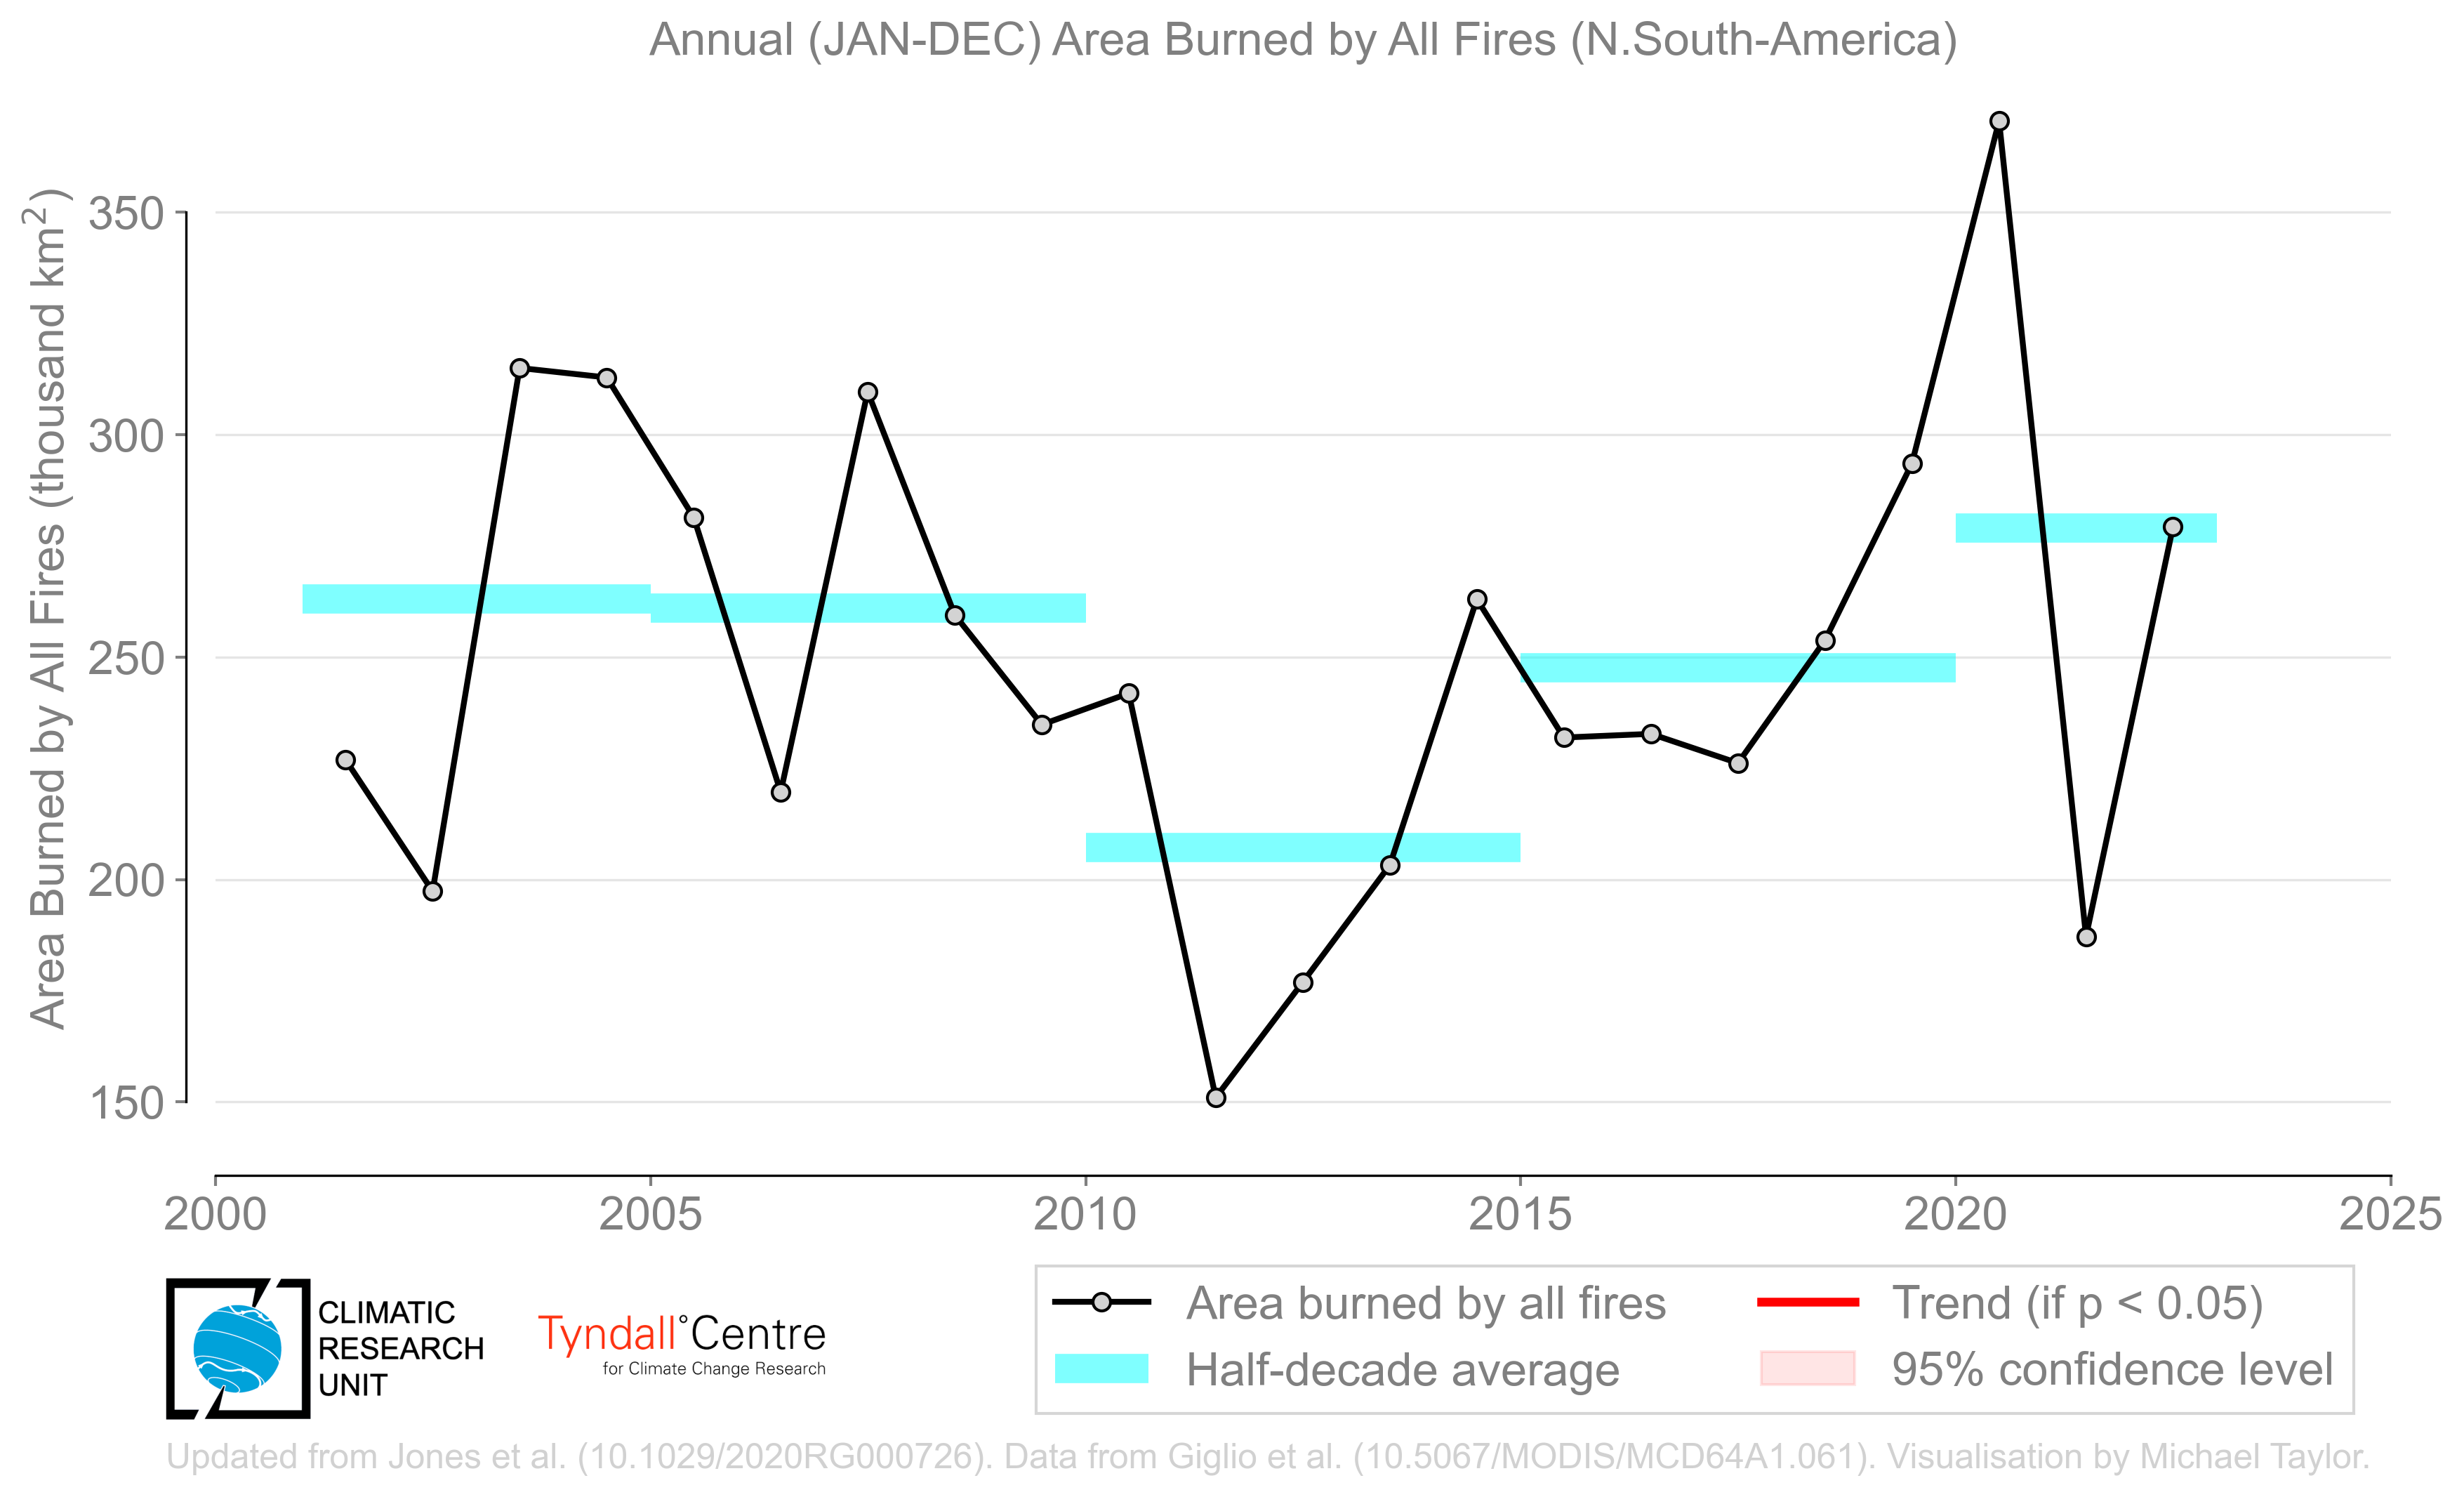 Annual (JAN-DEC) Area Burned by All Fires (N.South-America)
Area Burned by All Fires (thousand km²)
350
300
250
200
150
2000
2005
2010
2015
2020
2025
Area burned by all fires
Half-decade average
Trend (if p < 0.05)
95% confidence level
CLIMATIC
RESEARCH
UNIT
Tyndall°Centre
for Climate Change Research
Updated from Jones et al. (10.1029/2020RG000726). Data from Giglio et al. (10.5067/MODIS/MCD64A1.061). Visualisation by Michael Taylor.